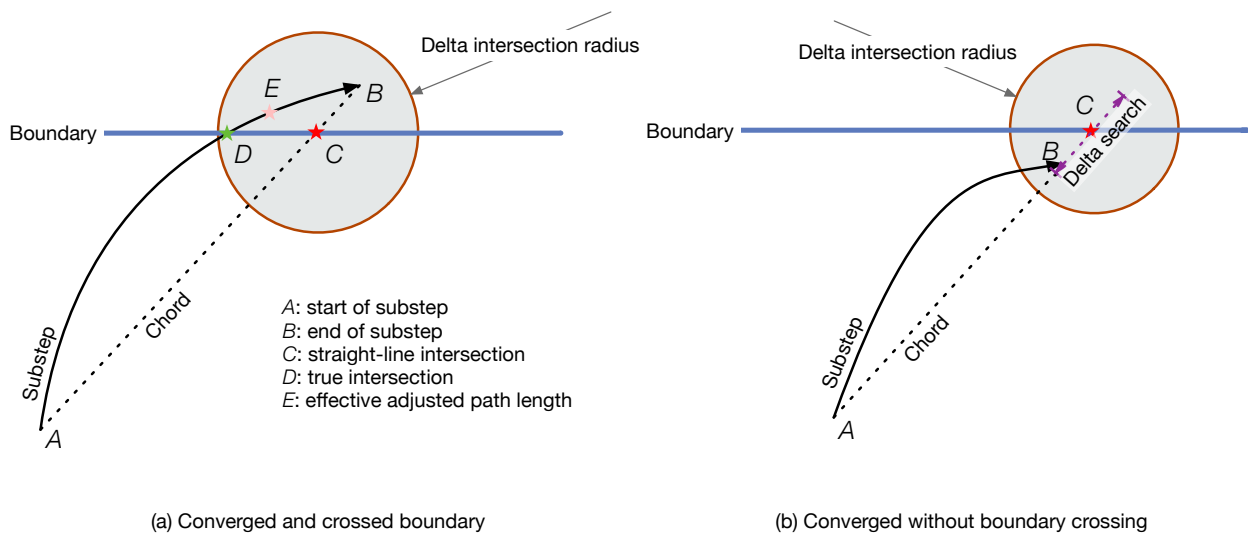 Delta intersection radius
E
B
Boundary
D
C
Chord
Substep
A
A: start of substep
B: end of substep
C: straight-line intersection
D: true intersection
E: effective adjusted path length
(a) Converged and crossed boundary
Delta intersection radius
C
Boundary
B
Delta search
Chord
Substep
A
(b) Converged without boundary crossing